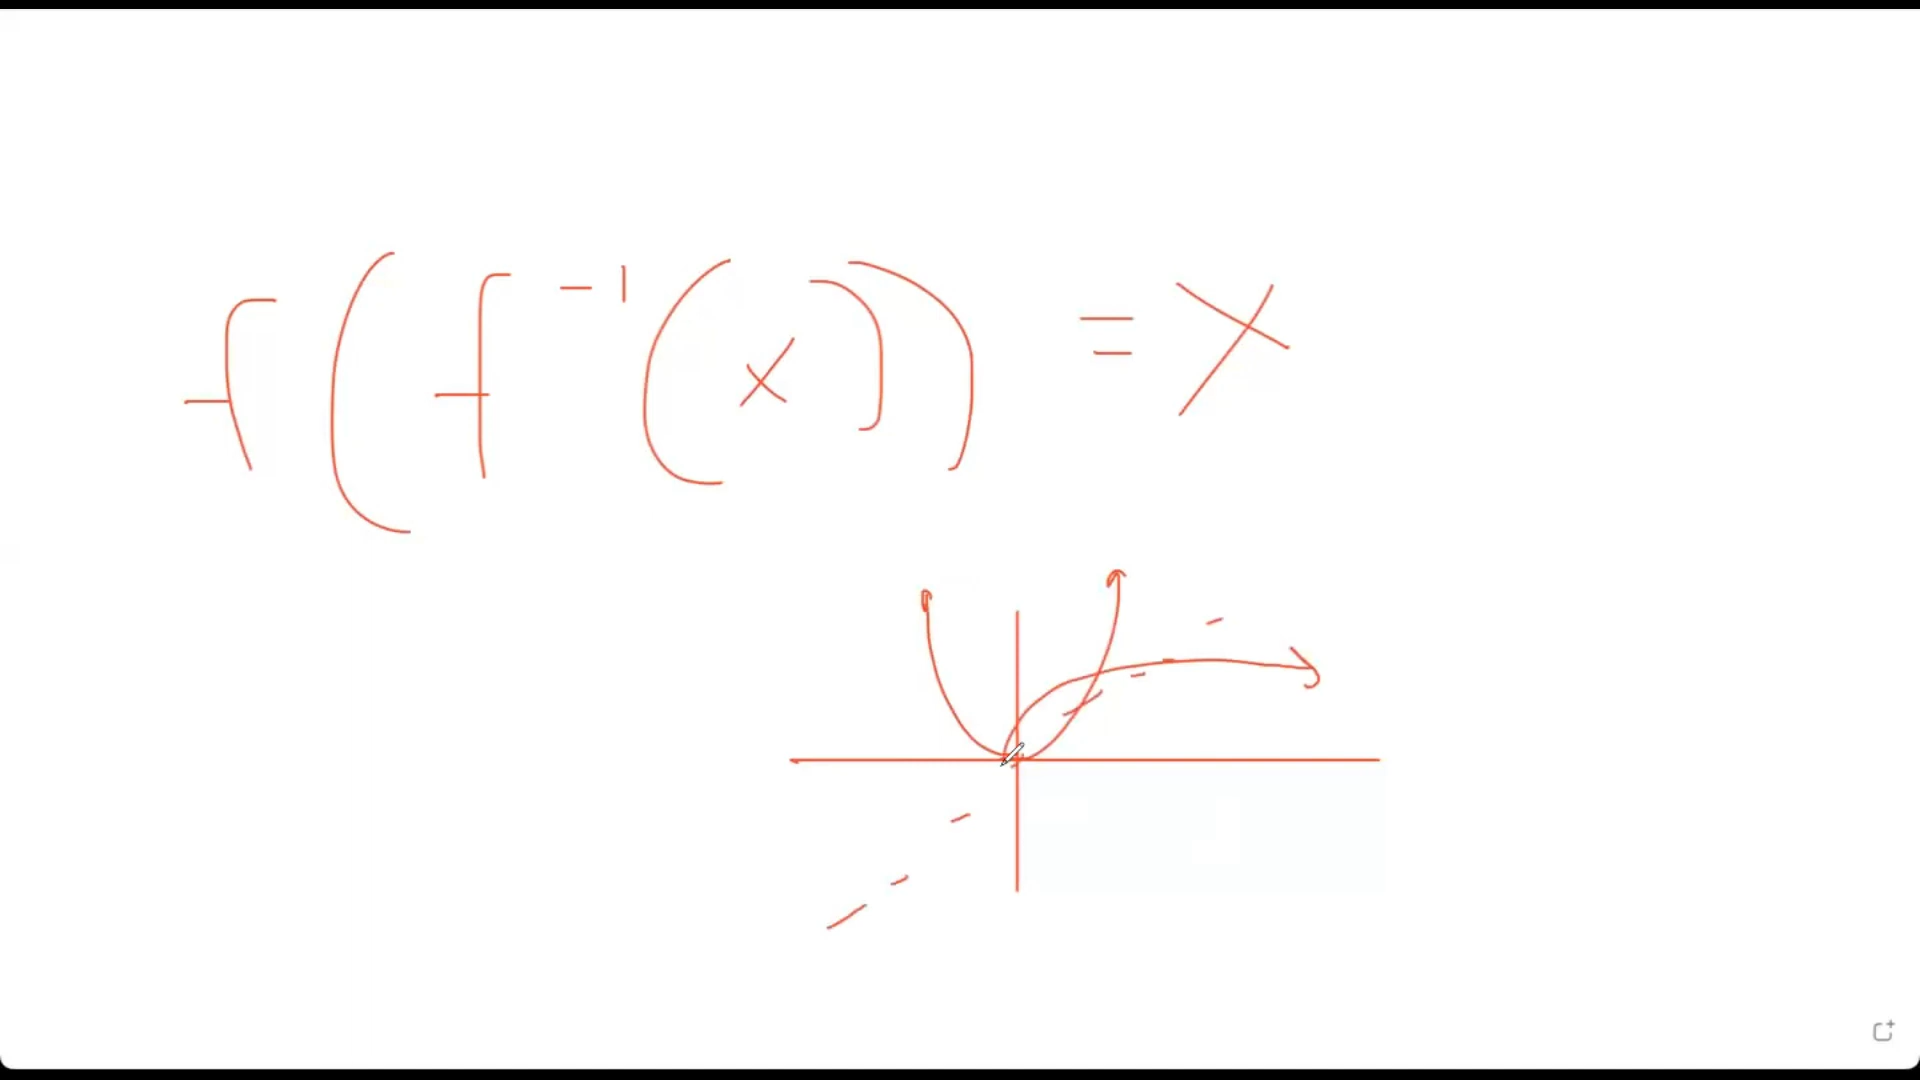 f(f⁻¹(x)) = x